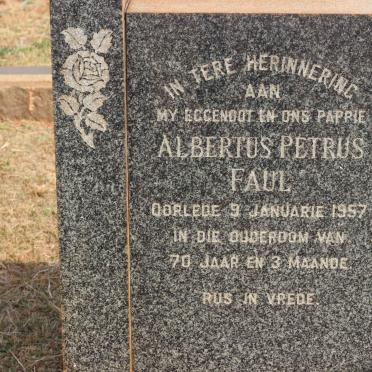 IN TERE HERINNERING
AAN
MY EGGENOOT EN ONS PAPPIE
ALBERTUS PETRUS
FAUL
OORLEDE 9 JANUARIE 1957
IN DIE OUDERDOM VAN
70 JAAR EN 3 MAANDE
RUS IN VREDE